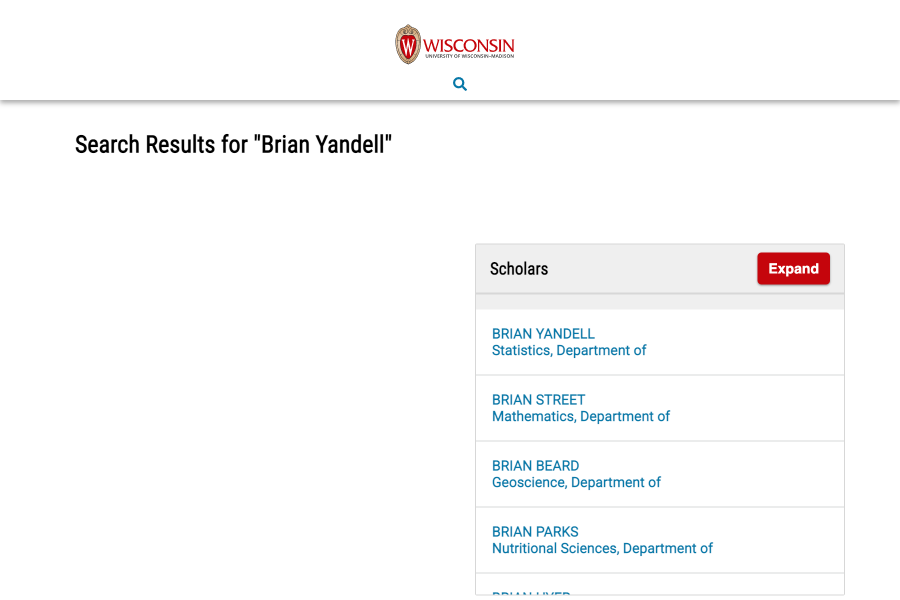 W WISCONSIN
UNIVERSITY OF WISCONSIN–MADISON
Search Results for "Brian Yandell"
Scholars
Expand
BRIAN YANDELL
Statistics, Department of
BRIAN STREET
Mathematics, Department of
BRIAN BEARD
Geoscience, Department of
BRIAN PARKS
Nutritional Sciences, Department of
BRIAN